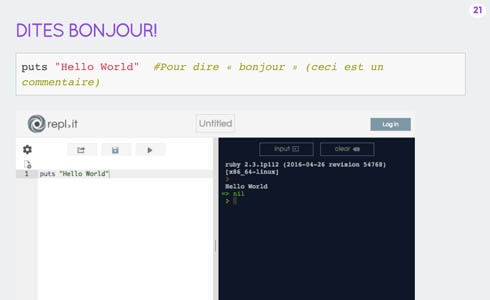 21
DITES BONJOUR!
puts "Hello World" #Pour dire « bonjour » (ceci est un
commentaire)
repl.it
Untitled
Log in
input
clear
1 puts "Hello World"
ruby 2.3.1p112 (2016-04-26 revision 54768)
[x86_64-linux]
>
Hello World
=> nil
>